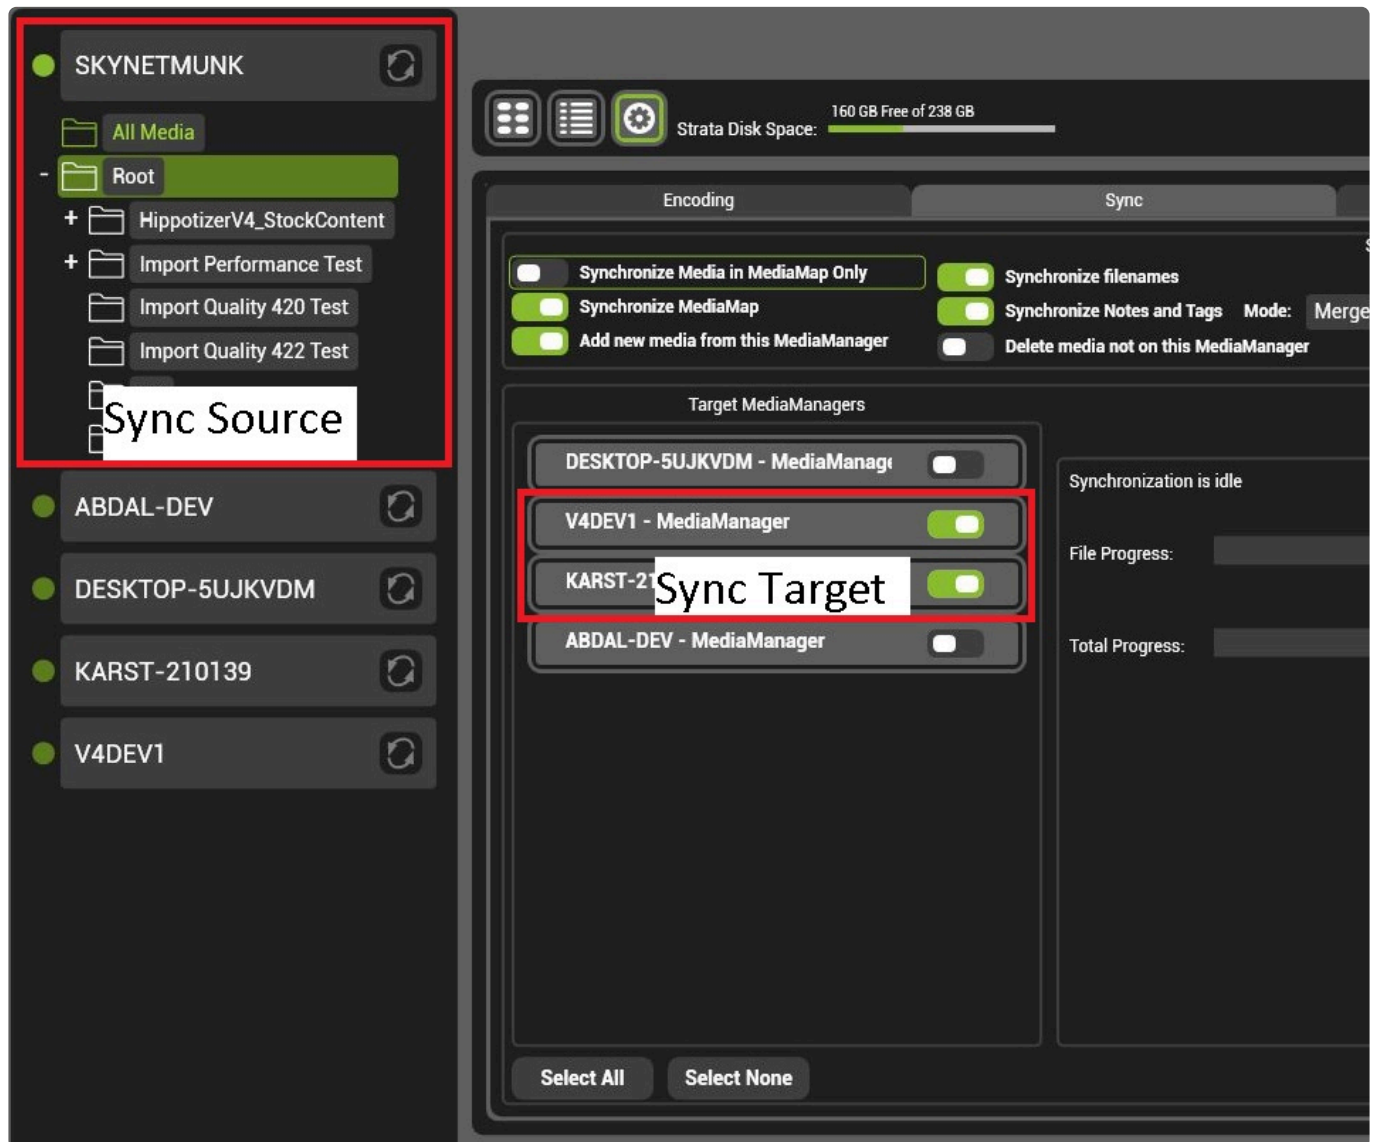 SKYNETMUNK
All Media
- Root
+ HippotizerV4_StockContent
+ Import Performance Test
Import Quality 420 Test
Import Quality 422 Test
Sync Source
ABDAL-DEV
DESKTOP-5UJKVDM
KARST-210139
V4DEV1
160 GB Free of 238 GB
Strata Disk Space:
Encoding
Sync
Synchronize Media in MediaMap Only
Synchronize MediaMap
Add new media from this MediaManager
Synchronize filenames
Synchronize Notes and Tags Mode: Merge
Delete media not on this MediaManager
Target MediaManagers
DESKTOP-5UJKVDM - MediaManage
V4DEV1 - MediaManager
KARST-21
Sync Target
ABDAL-DEV - MediaManager
Synchronization is idle
File Progress:
Total Progress:
Select All
Select None